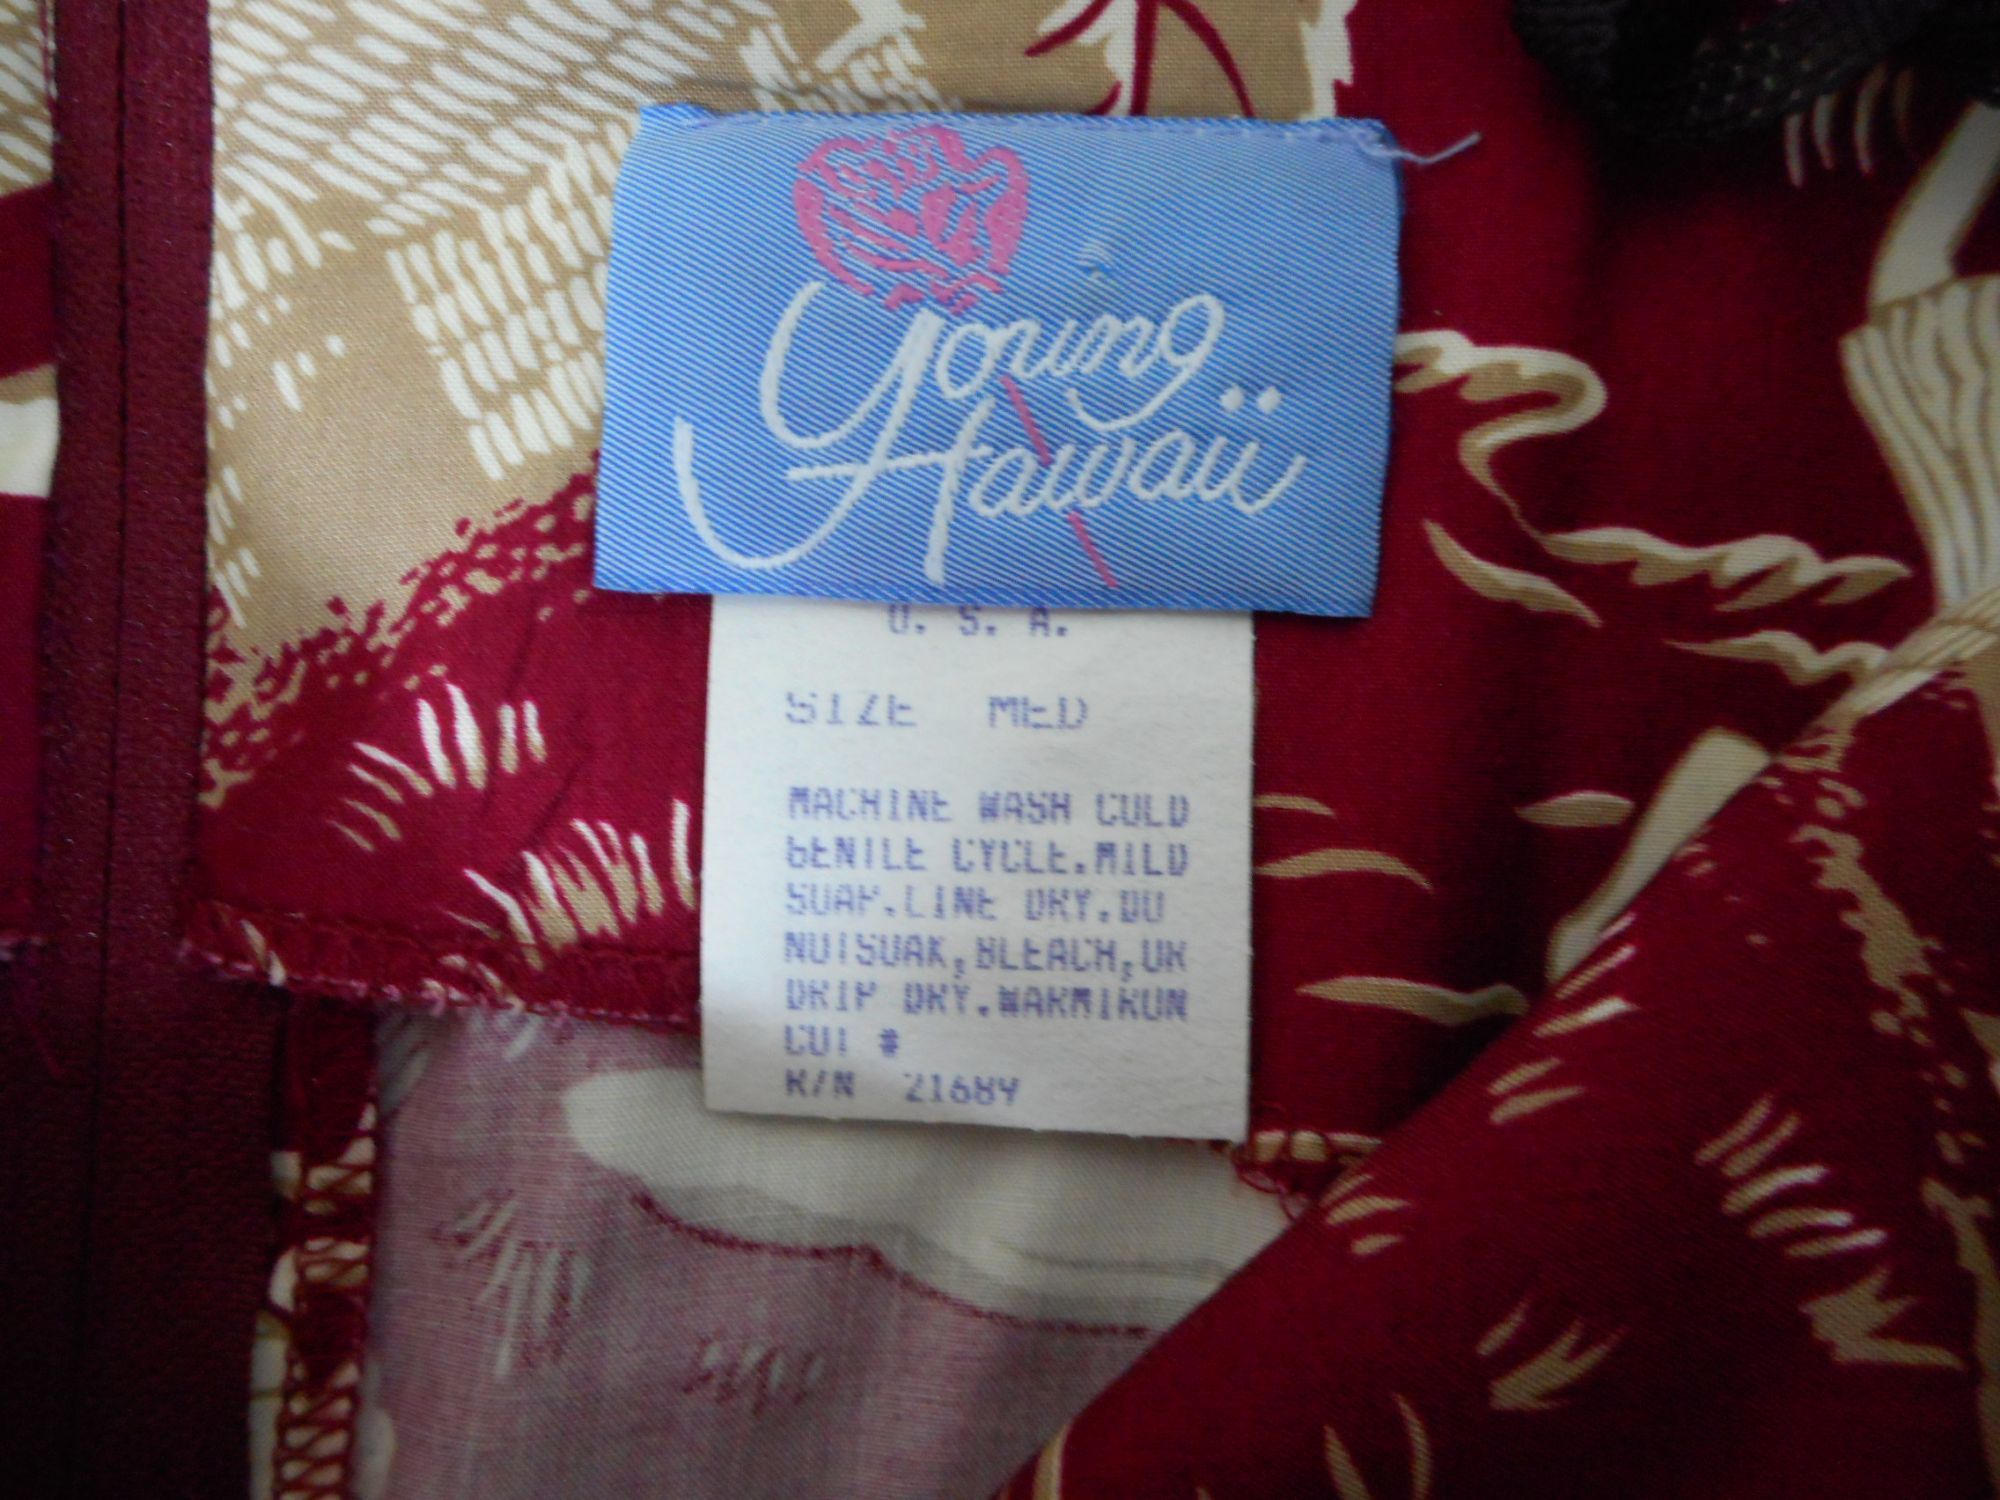 Young
Hawaii
U. S. A.
SIZE MED
MACHINE WASH COLD
GENTLE CYCLE.MILD
SOAP.LINE DRY.DO
NOTSOAK,BLEACH,OR
DRIP DRY.WARMIRON
CUT #
R/N 21689